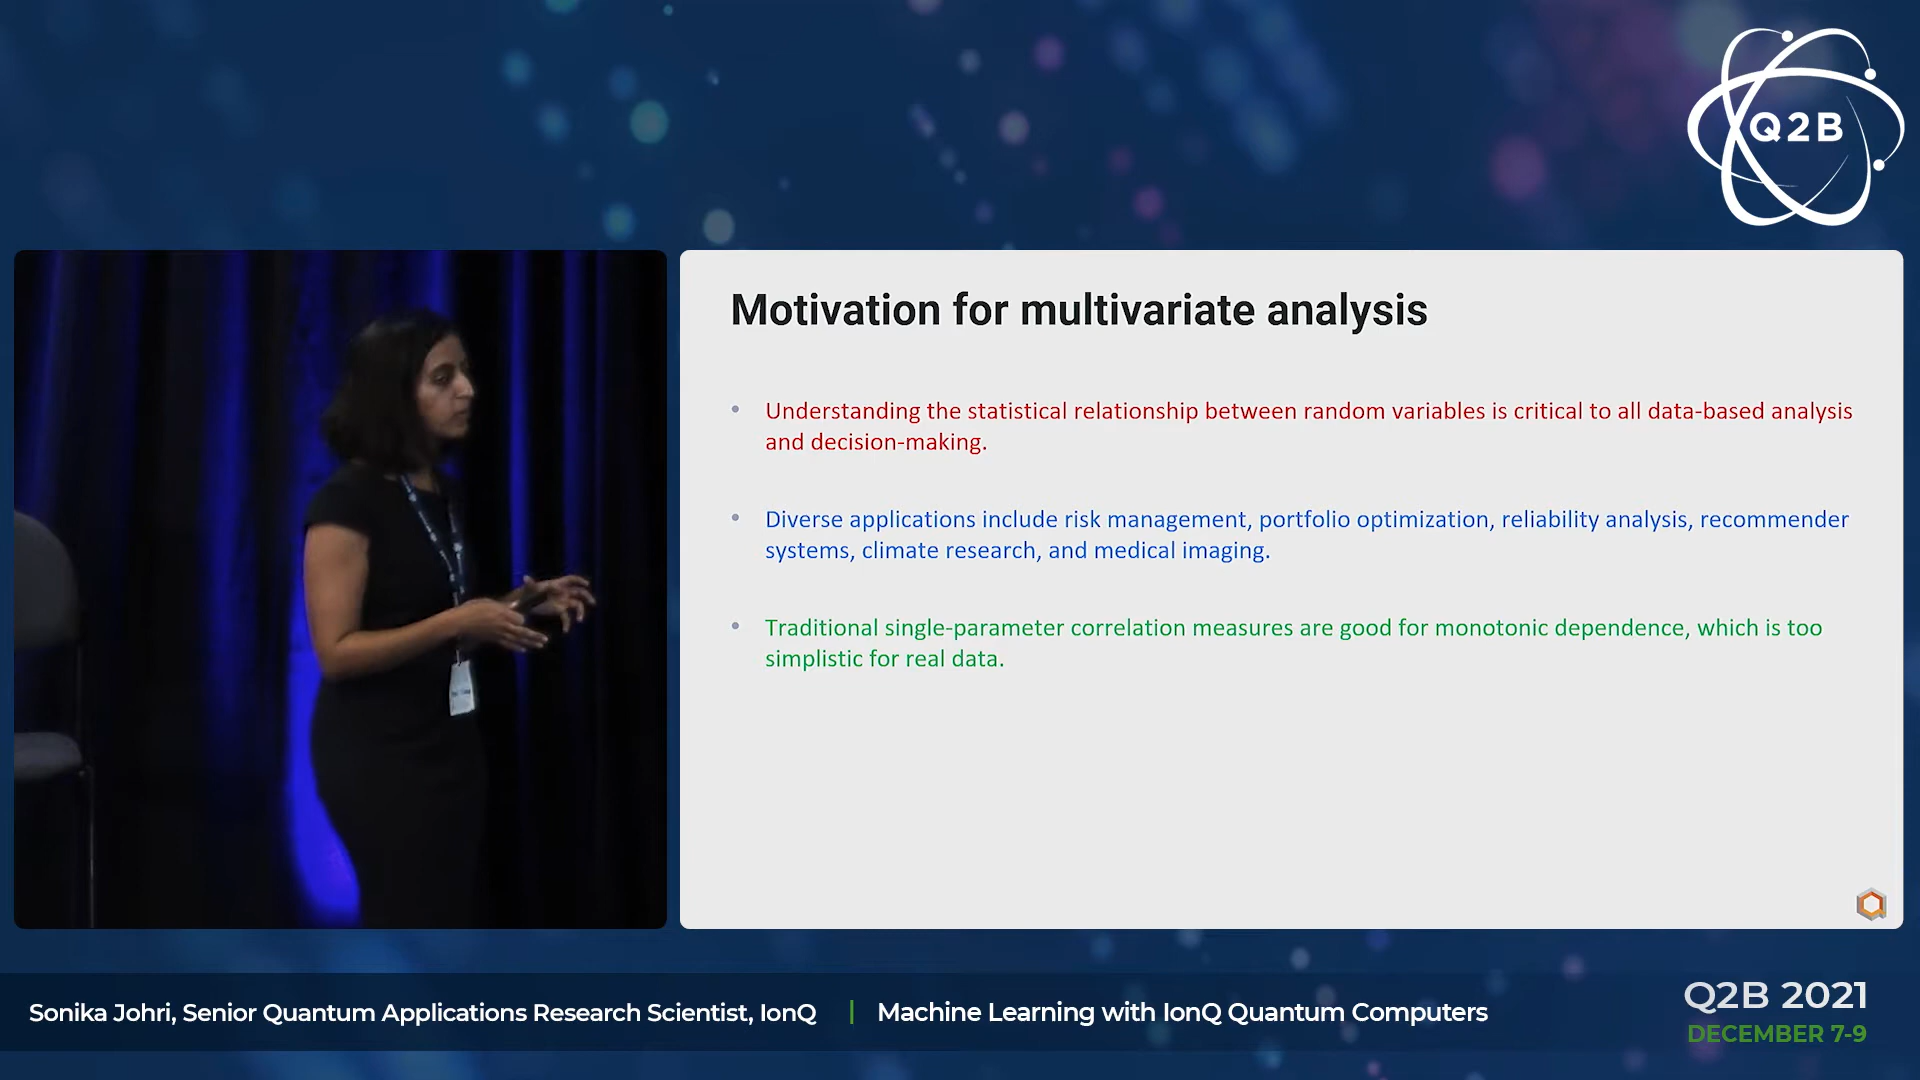 Q2B
Motivation for multivariate analysis
• Understanding the statistical relationship between random variables is critical to all data-based analysis
and decision-making.
• Diverse applications include risk management, portfolio optimization, reliability analysis, recommender
systems, climate research, and medical imaging.
• Traditional single-parameter correlation measures are good for monotonic dependence, which is too
simplistic for real data.
Sonika Johri, Senior Quantum Applications Research Scientist, IonQ | Machine Learning with IonQ Quantum Computers
Q2B 2021
DECEMBER 7-9